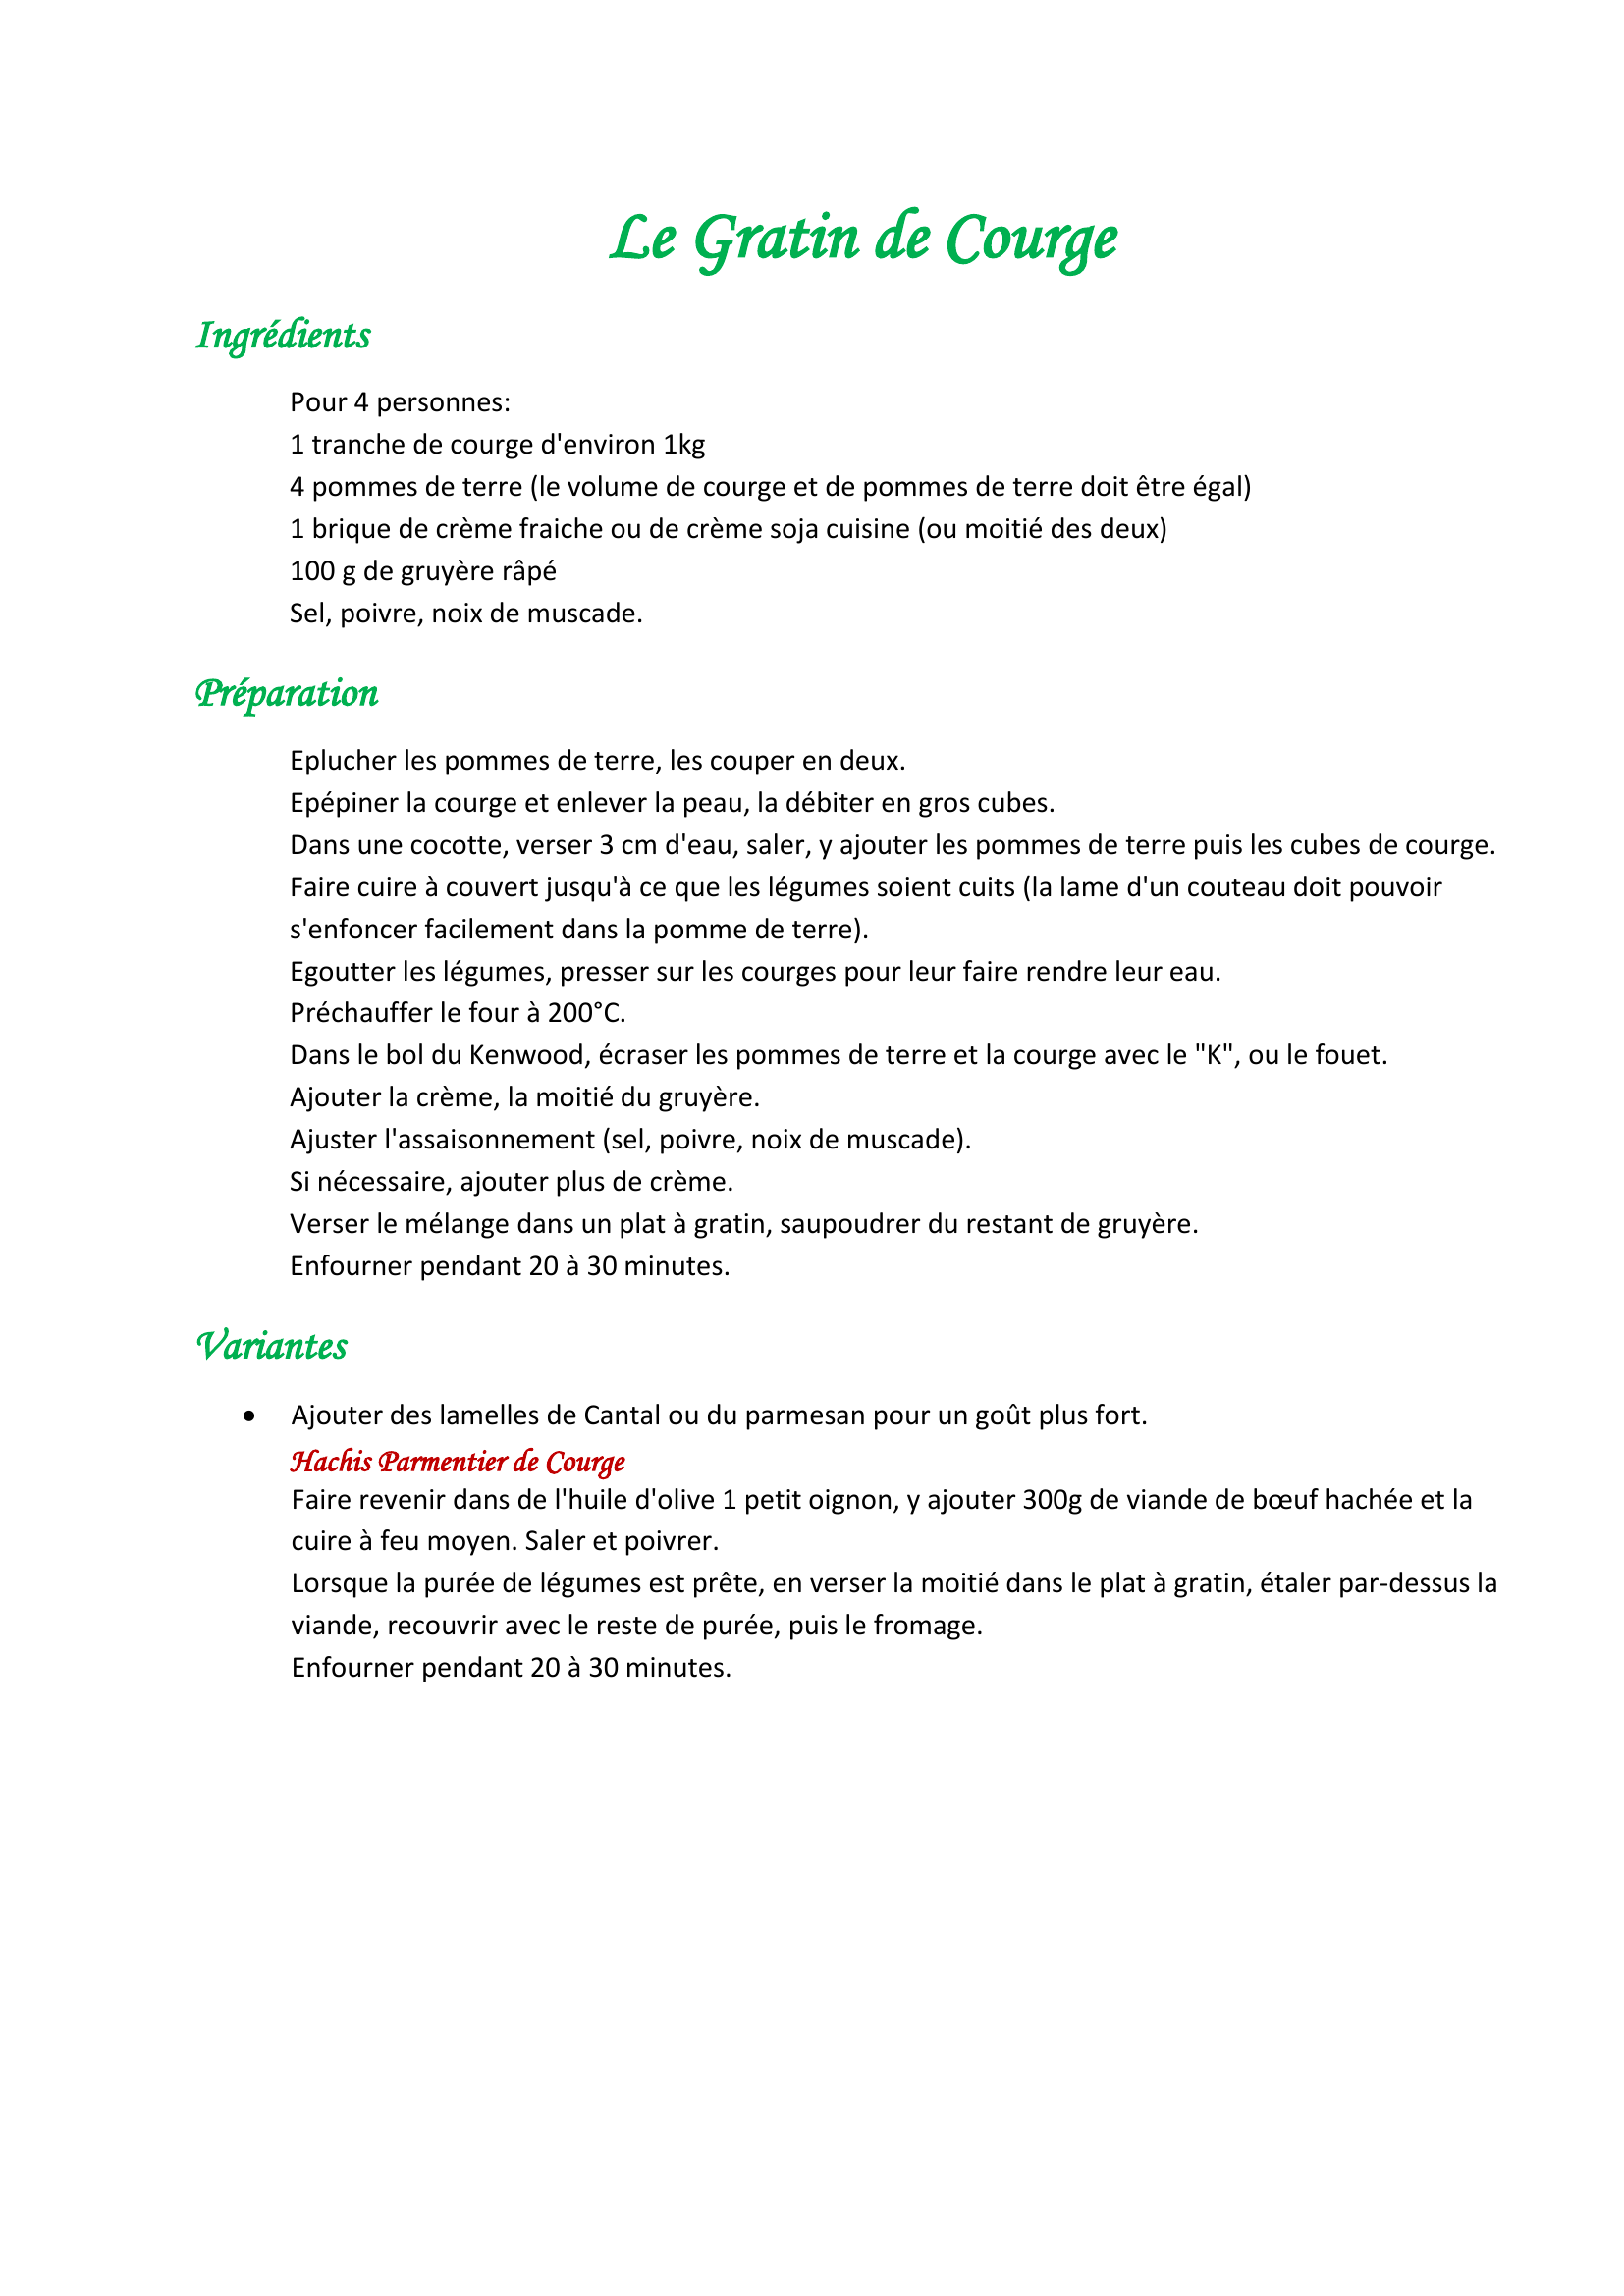 Le Gratin de Courge
Ingrédients
Pour 4 personnes:
1 tranche de courge d'environ 1kg
4 pommes de terre (le volume de courge et de pommes de terre doit être égal)
1 brique de crème fraiche ou de crème soja cuisine (ou moitié des deux)
100 g de gruyère râpé
Sel, poivre, noix de muscade.
Préparation
Eplucher les pommes de terre, les couper en deux.
Epépiner la courge et enlever la peau, la débiter en gros cubes.
Dans une cocotte, verser 3 cm d'eau, saler, y ajouter les pommes de terre puis les cubes de courge.
Faire cuire à couvert jusqu'à ce que les légumes soient cuits (la lame d'un couteau doit pouvoir
s'enfoncer facilement dans la pomme de terre).
Egoutter les légumes, presser sur les courges pour leur faire rendre leur eau.
Préchauffer le four à 200°C.
Dans le bol du Kenwood, écraser les pommes de terre et la courge avec le "K", ou le fouet.
Ajouter la crème, la moitié du gruyère.
Ajuster l'assaisonnement (sel, poivre, noix de muscade).
Si nécessaire, ajouter plus de crème.
Verser le mélange dans un plat à gratin, saupoudrer du restant de gruyère.
Enfourner pendant 20 à 30 minutes.
Variantes
• Ajouter des lamelles de Cantal ou du parmesan pour un goût plus fort.
Hachis Parmentier de Courge
Faire revenir dans de l'huile d'olive 1 petit oignon, y ajouter 300g de viande de bœuf hachée et la
cuire à feu moyen. Saler et poivrer.
Lorsque la purée de légumes est prête, en verser la moitié dans le plat à gratin, étaler par-dessus la
viande, recouvrir avec le reste de purée, puis le fromage.
Enfourner pendant 20 à 30 minutes.